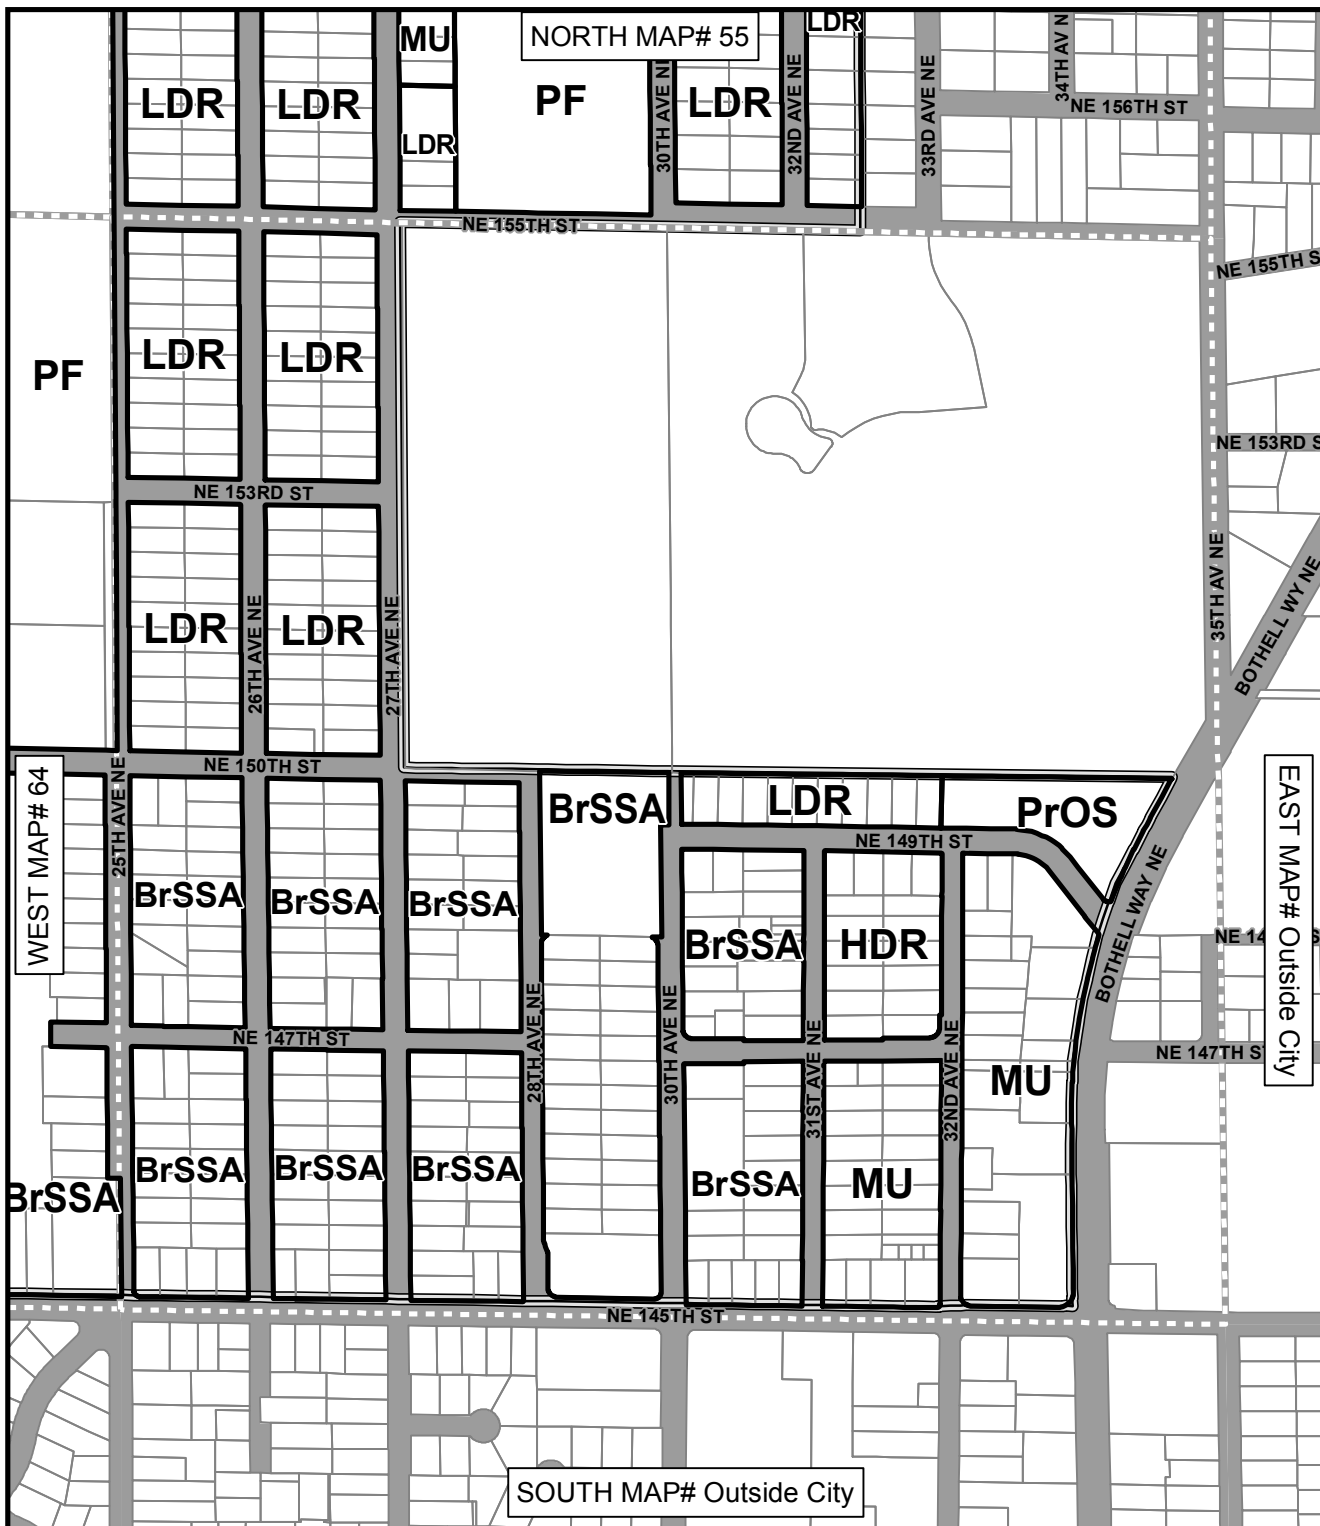 MU
NORTH MAP# 55
LDR
LDR
LDR
LDR
PF
30TH AVE NE
LDR
32ND AVE NE
33RD AVE NE
34TH AV N
NE 156TH ST
NE 155TH ST
NE 155TH S
PF
LDR
LDR
NE 153RD ST
NE 153RD S
LDR
LDR
26TH AVE NE
27TH AVE NE
35TH AV NE
BOTHELL WY NE
NE 150TH ST
WEST MAP# 64
25TH AVE NE
BrSSA
LDR
PrOS
NE 149TH ST
EAST MAP# Outside City
BrSSA
BrSSA
BrSSA
BrSSA
HDR
BOTHELL WAY NE
NE 14
S
28TH AVE NE
30TH AVE NE
31ST AVE NE
32ND AVE NE
NE 147TH ST
NE 147TH ST
MU
BrSSA
BrSSA
BrSSA
BrSSA
BrSSA
MU
NE 145TH ST
SOUTH MAP# Outside City